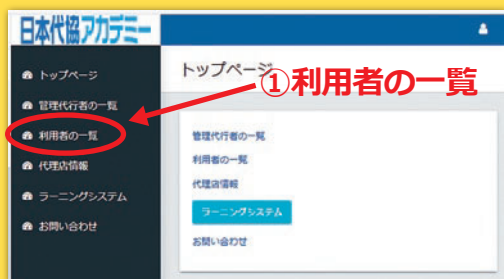 日本代協アカデミー
トップページ
管理代行者の一覧
利用者の一覧
代理店情報
ラーニングシステム
お問い合わせ
トップページ
①利用者の一覧
管理代行者の一覧
利用者の一覧
代理店情報
ラーニングシステム
お問い合わせ